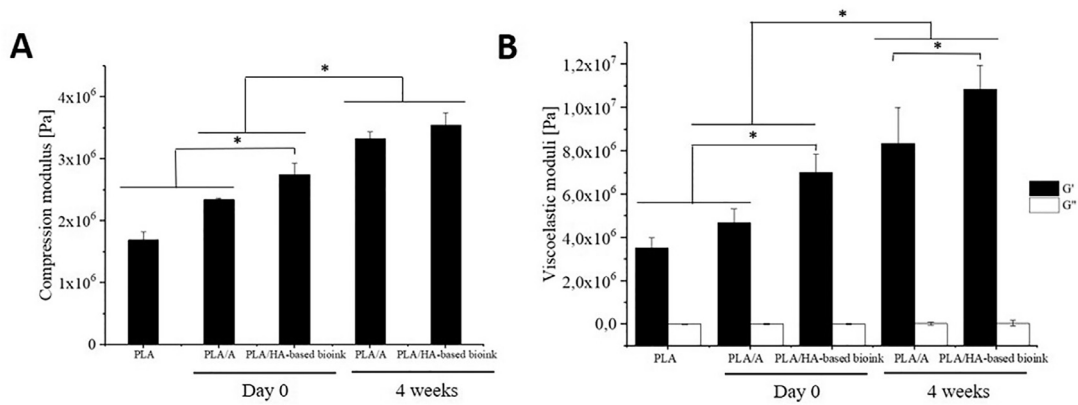 A
Compression modulus [Pa]
4x10⁶
3x10⁶
2x10⁶
1x10⁶
0
*
*
PLA
PLA/A
PLA/HA-based bioink
PLA/A
PLA/HA-based bioink
Day 0
4 weeks
B
Viscoelastic moduli [Pa]
1,2x10⁷
1,0x10⁷
8,0x10⁶
6,0x10⁶
4,0x10⁶
2,0x10⁶
0,0
*
*
*
PLA
PLA/A
PLA/HA-based bioink
PLA/A
PLA/HA-based bioink
Day 0
4 weeks
G'
G"